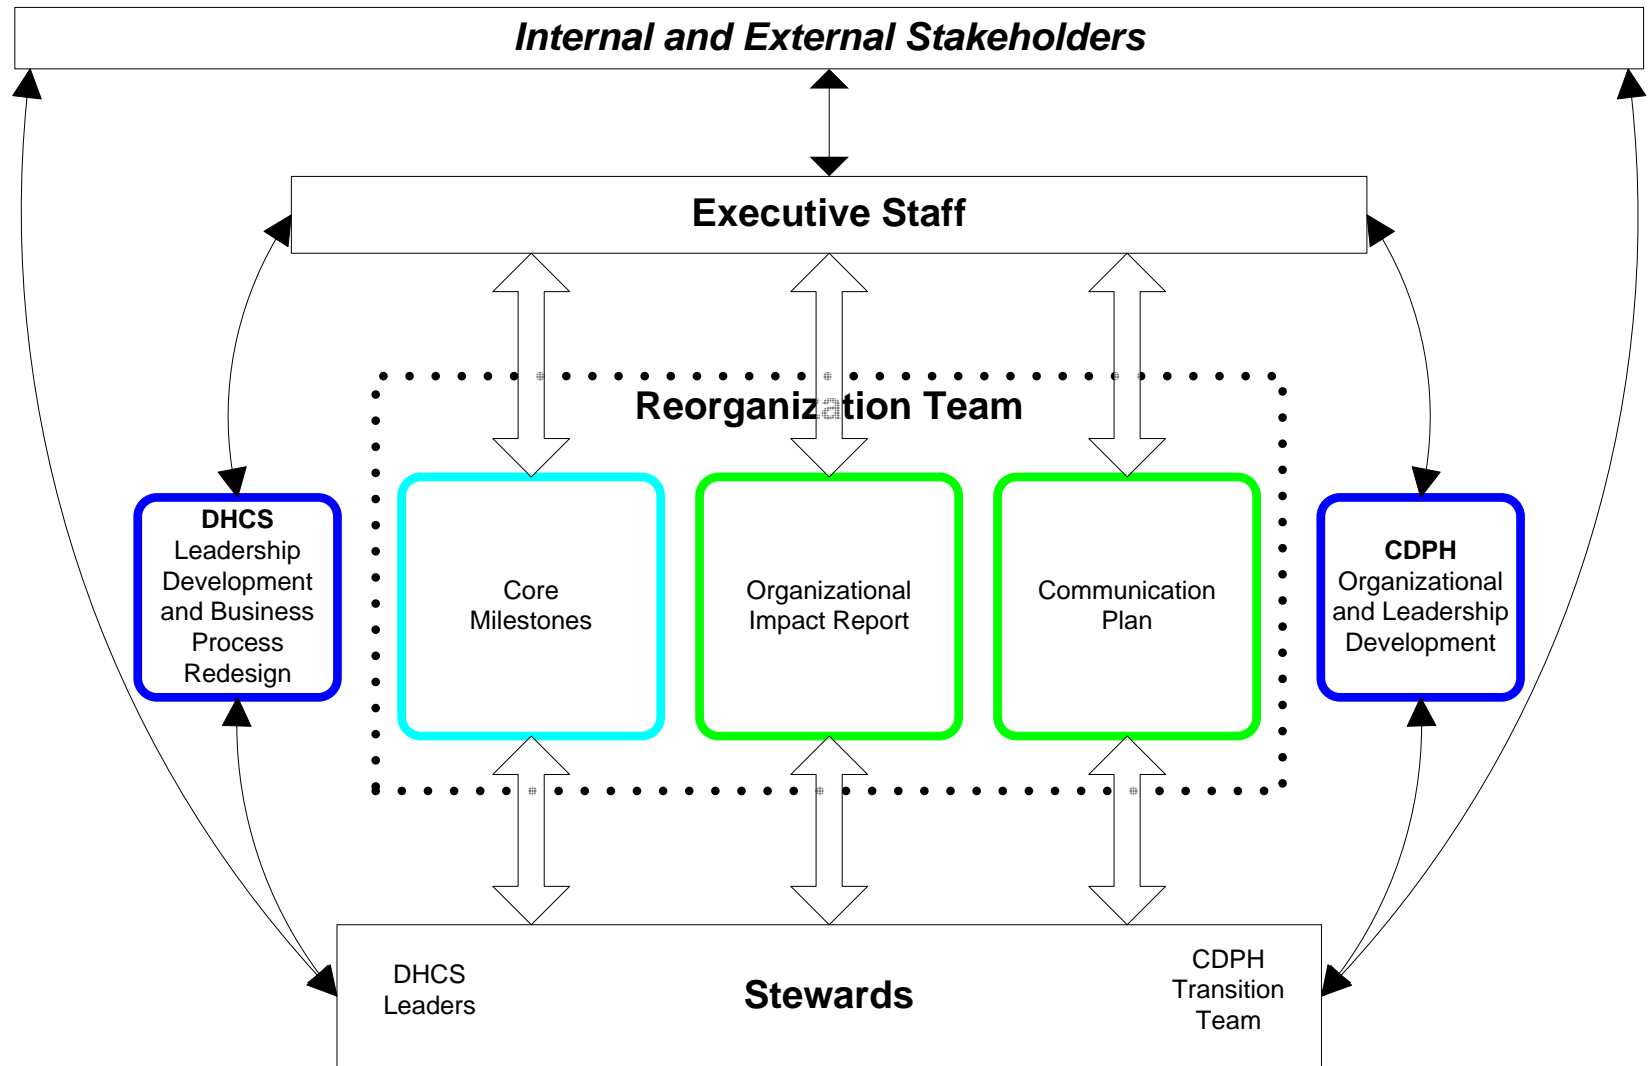 Internal and External Stakeholders
Executive Staff
Reorganization Team
DHCS
Leadership
Development
and Business
Process
Redesign
Core
Milestones
Organizational
Impact Report
Communication
Plan
CDPH
Organizational
and Leadership
Development
DHCS
Leaders
Stewards
CDPH
Transition
Team